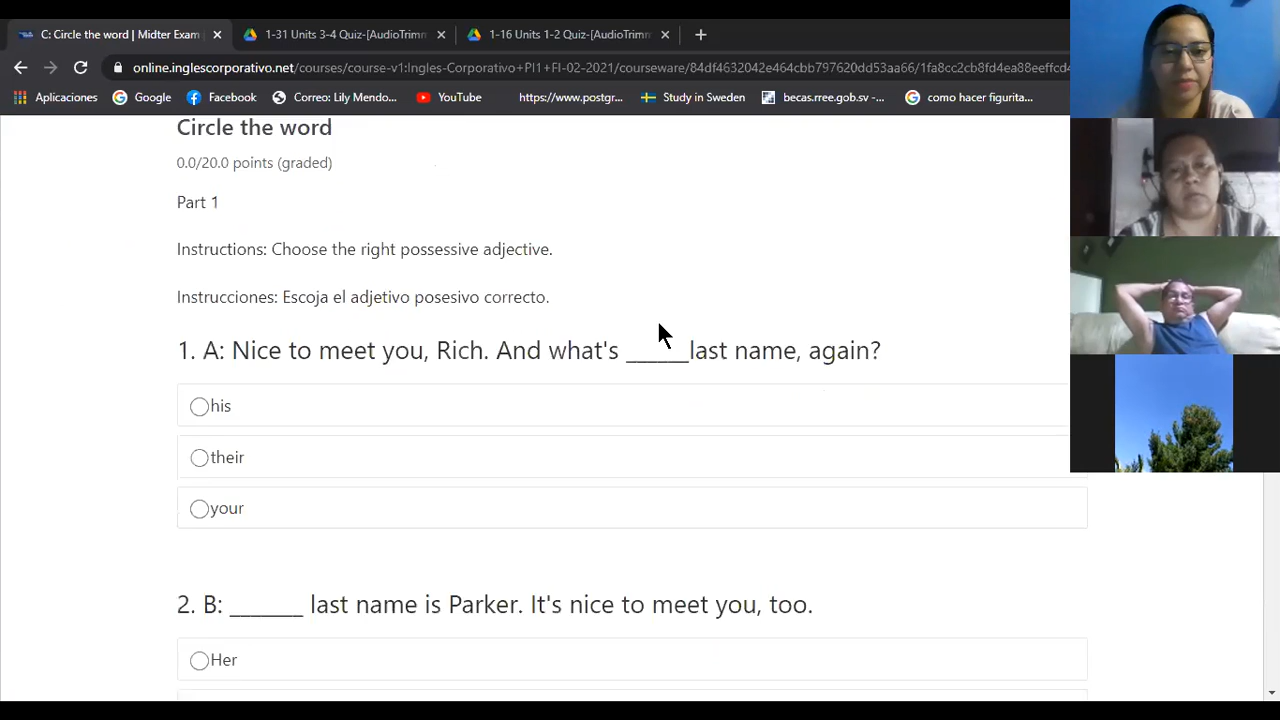 C: Circle the word | Midter Exam
1-31 Units 3-4 Quiz-[AudioTrimm
1-16 Units 1-2 Quiz-[AudioTrimm
online.inglescorporativo.net/courses/course-v1:Ingles-Corporativo+PI1+FI-02-2021/courseware/84df4632042e464cbb797620dd53aa66/1fa8cc2cb8fd4ea88eeffcd4
Aplicaciones Google Facebook Correo: Lily Mendo... YouTube https://www.postgr... Study in Sweden becas.rree.gob.sv -... como hacer figurita...
Circle the word
0.0/20.0 points (graded)
Part 1
Instructions: Choose the right possessive adjective.
Instrucciones: Escoja el adjetivo posesivo correcto.
1. A: Nice to meet you, Rich. And what's ______last name, again?
his
their
your
2. B: _______ last name is Parker. It's nice to meet you, too.
Her